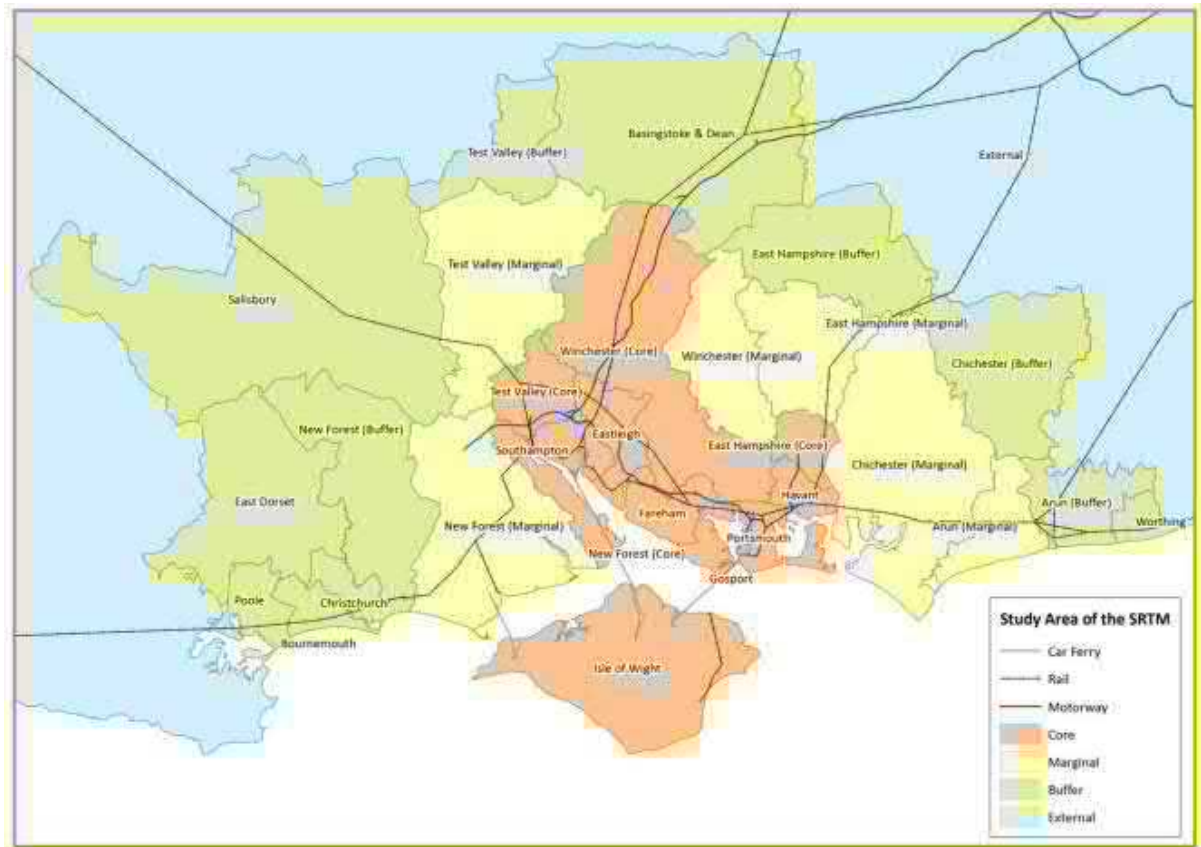 Basingstoke & Dean
Test Valley (Buffer)
External
East Hampshire (Buffer)
Test Valley (Marginal)
Salisbury
East Hampshire (Marginal)
Winchester (Core)
Winchester (Marginal)
Chichester (Buffer)
Test Valley (Core)
New Forest (Buffer)
Eastleigh
East Hampshire (Core)
Southampton
Chichester (Marginal)
Havant
East Dorset
Arun (Buffer)
Fareham
New Forest (Marginal)
Arun (Marginal)
Worthing
Portsmouth
New Forest (Core)
Gosport
Poole
Christchurch
Bournemouth
Isle of Wight
Study Area of the SRTM
Car Ferry
Rail
Motorway
Core
Marginal
Buffer
External